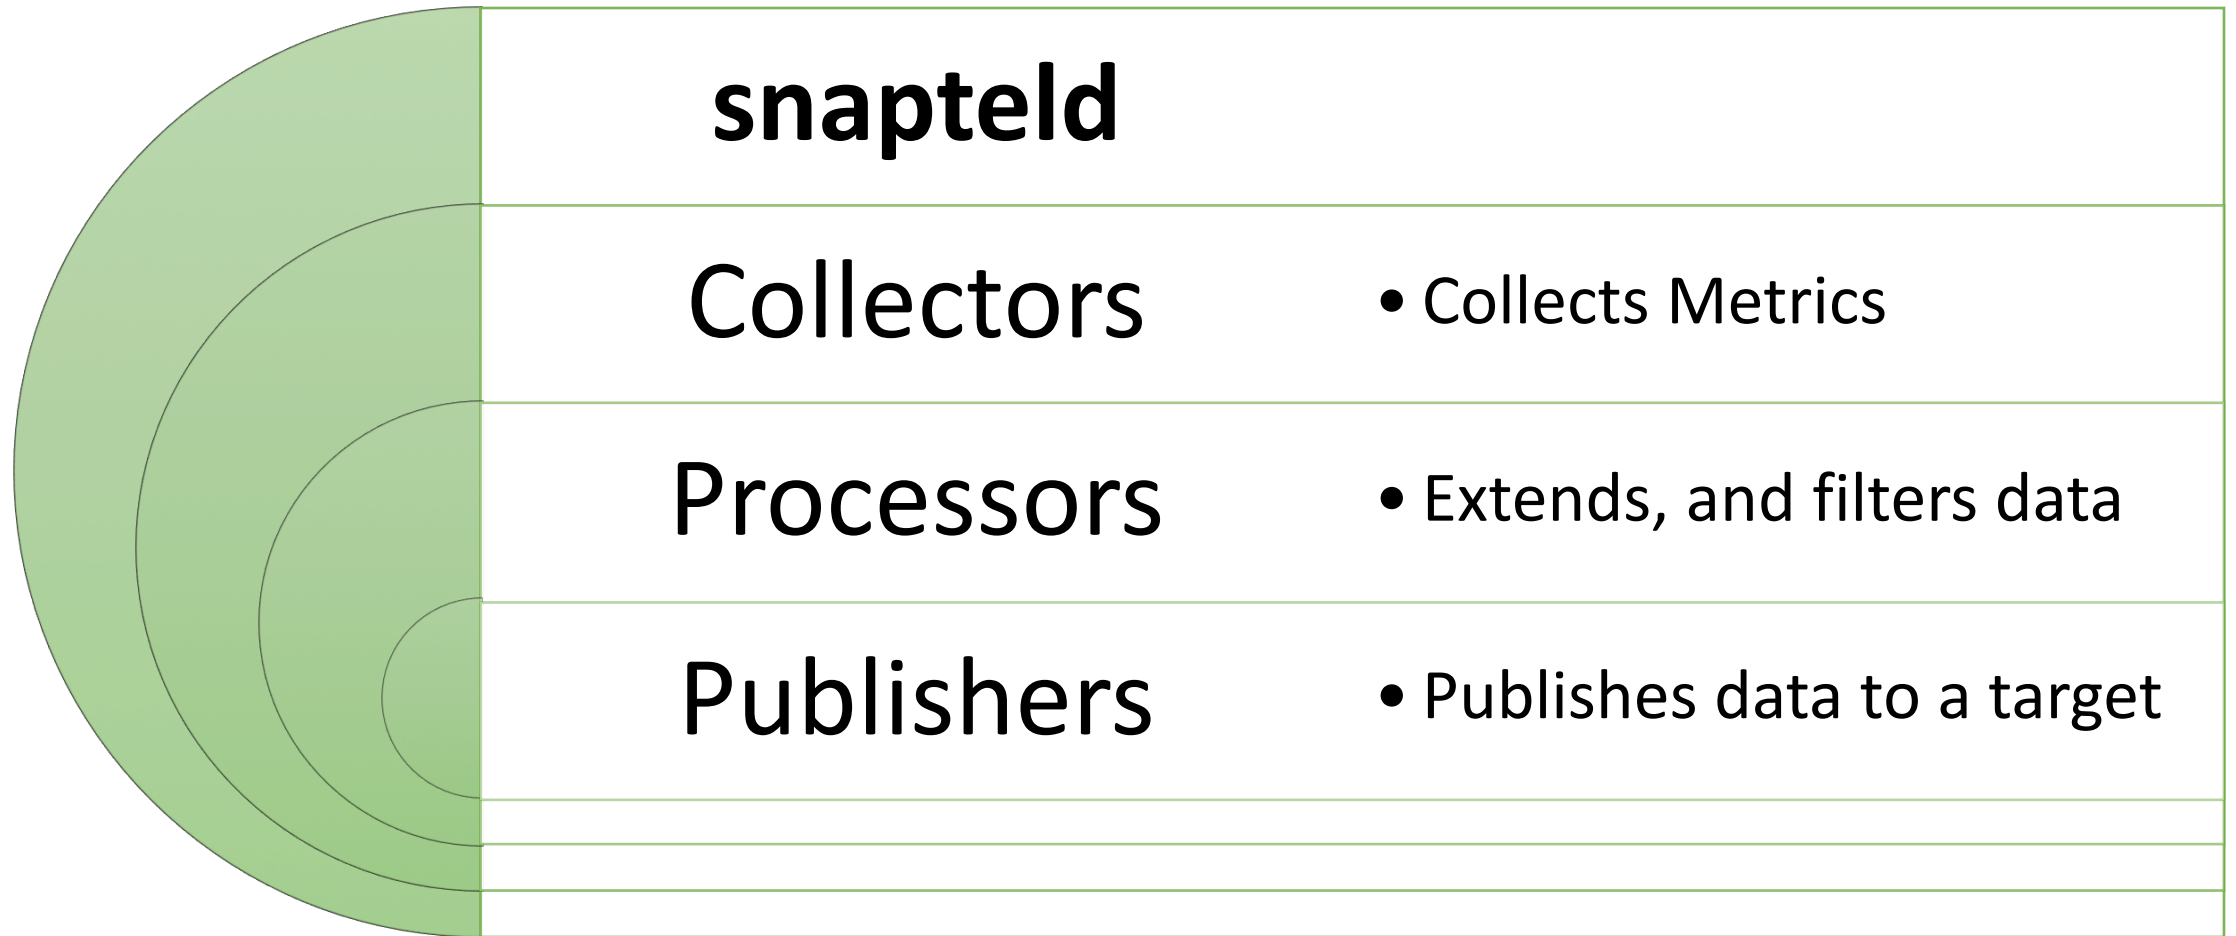 snapteld
Collectors
• Collects Metrics
Processors
• Extends, and filters data
Publishers
• Publishes data to a target